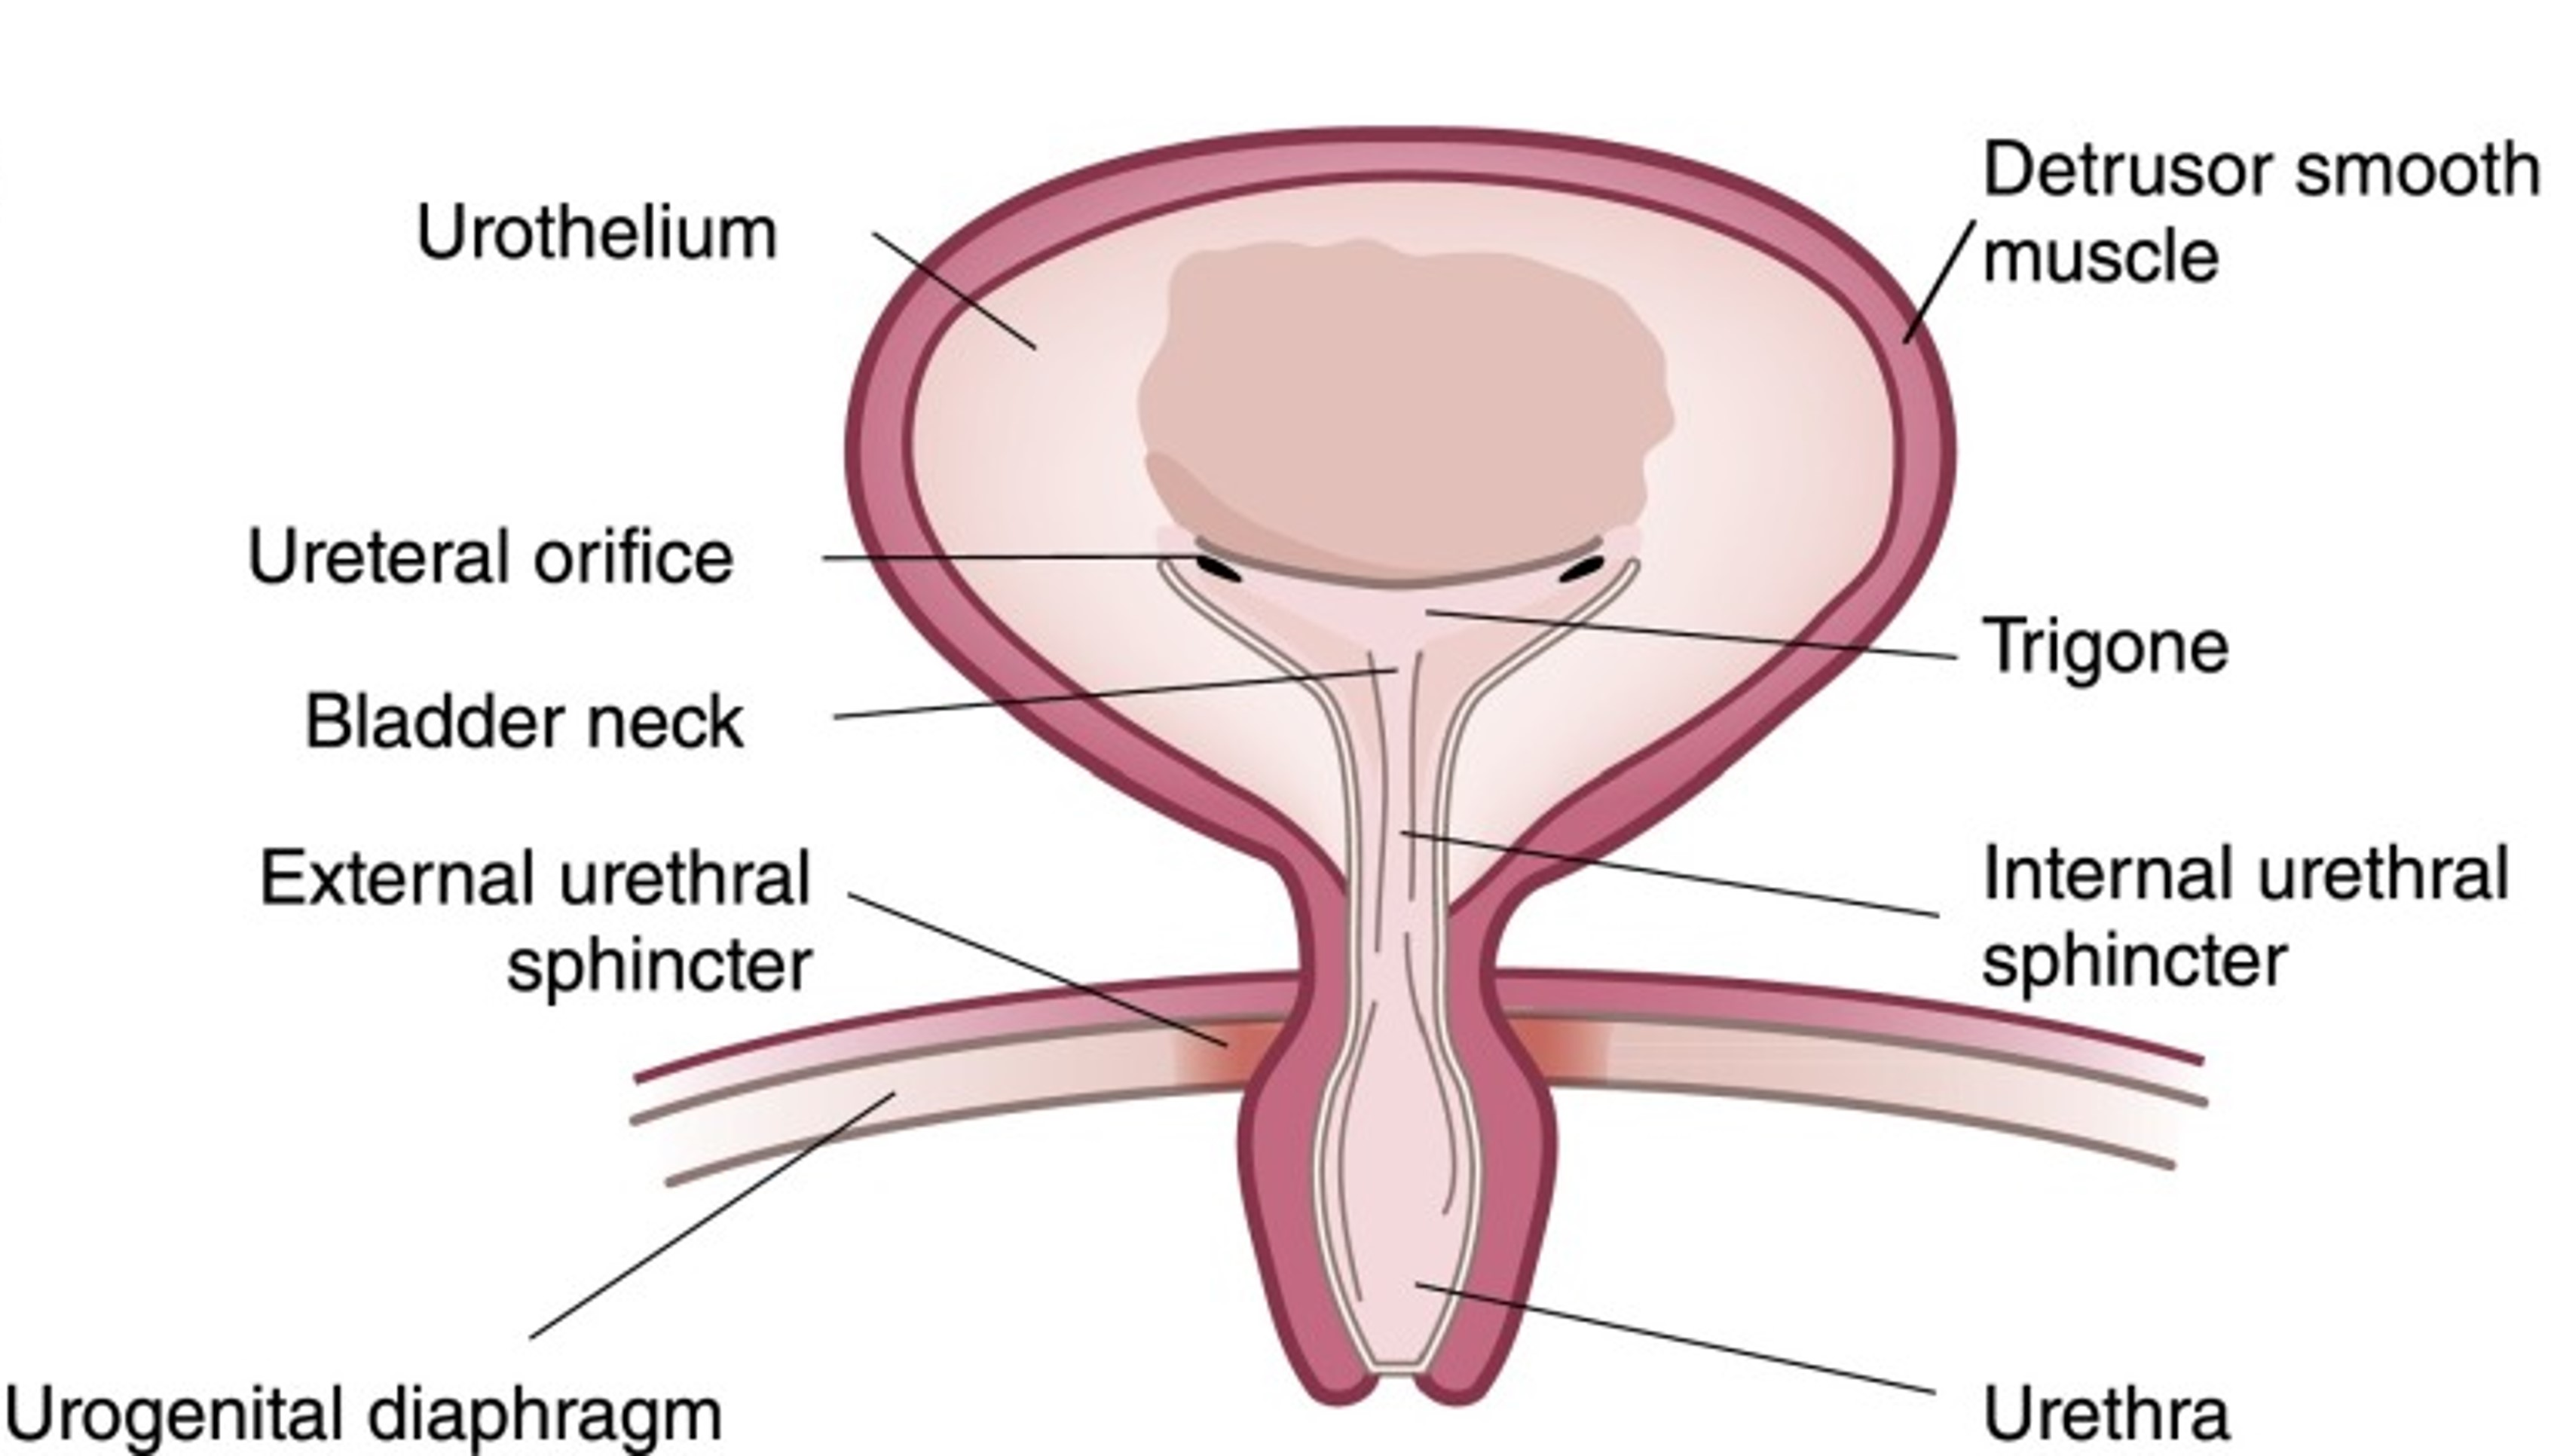 Detrusor smooth
muscle
Urothelium
Ureteral orifice
Trigone
Bladder neck
External urethral
sphincter
Internal urethral
sphincter
Urogenital diaphragm
Urethra